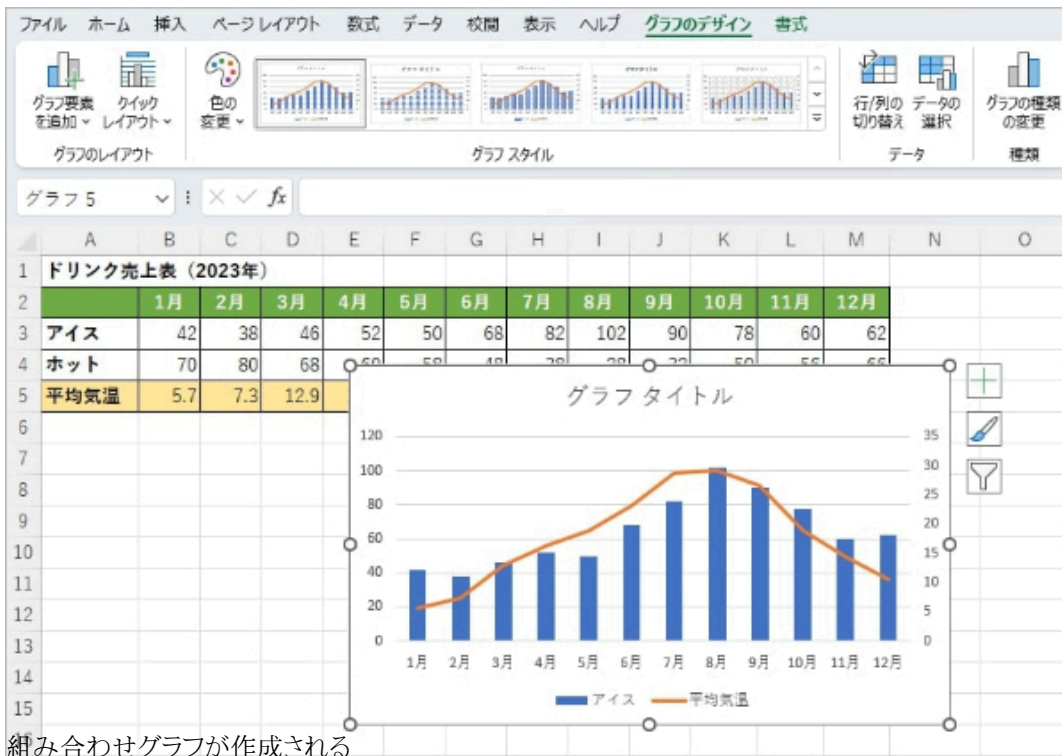 ファイル ホーム 挿入 ページ レイアウト 数式 データ 校閲 表示 ヘルプ グラフのデザイン 書式
グラフ要素を追加 クイック レイアウト 色の変更 行/列の切り替え データの選択 グラフの種類の変更
グラフのレイアウト グラフ スタイル データ 種類
グラフ 5 fx
A B C D E F G H I J K L M N O
1 ドリンク売上表（2023年）
2 1月 2月 3月 4月 5月 6月 7月 8月 9月 10月 11月 12月
3 アイス 42 38 46 52 50 68 82 102 90 78 60 62
4 ホット 70 80 68
5 平均気温 5.7 7.3 12.9
グラフ タイトル
6
7
8
9
10
11
12
13
14
15
120 35
100 30
80 25
60 20
40 15
20 10
0 5
0
1月 2月 3月 4月 5月 6月 7月 8月 9月 10月 11月 12月
アイス 平均気温
組み合わせグラフが作成される